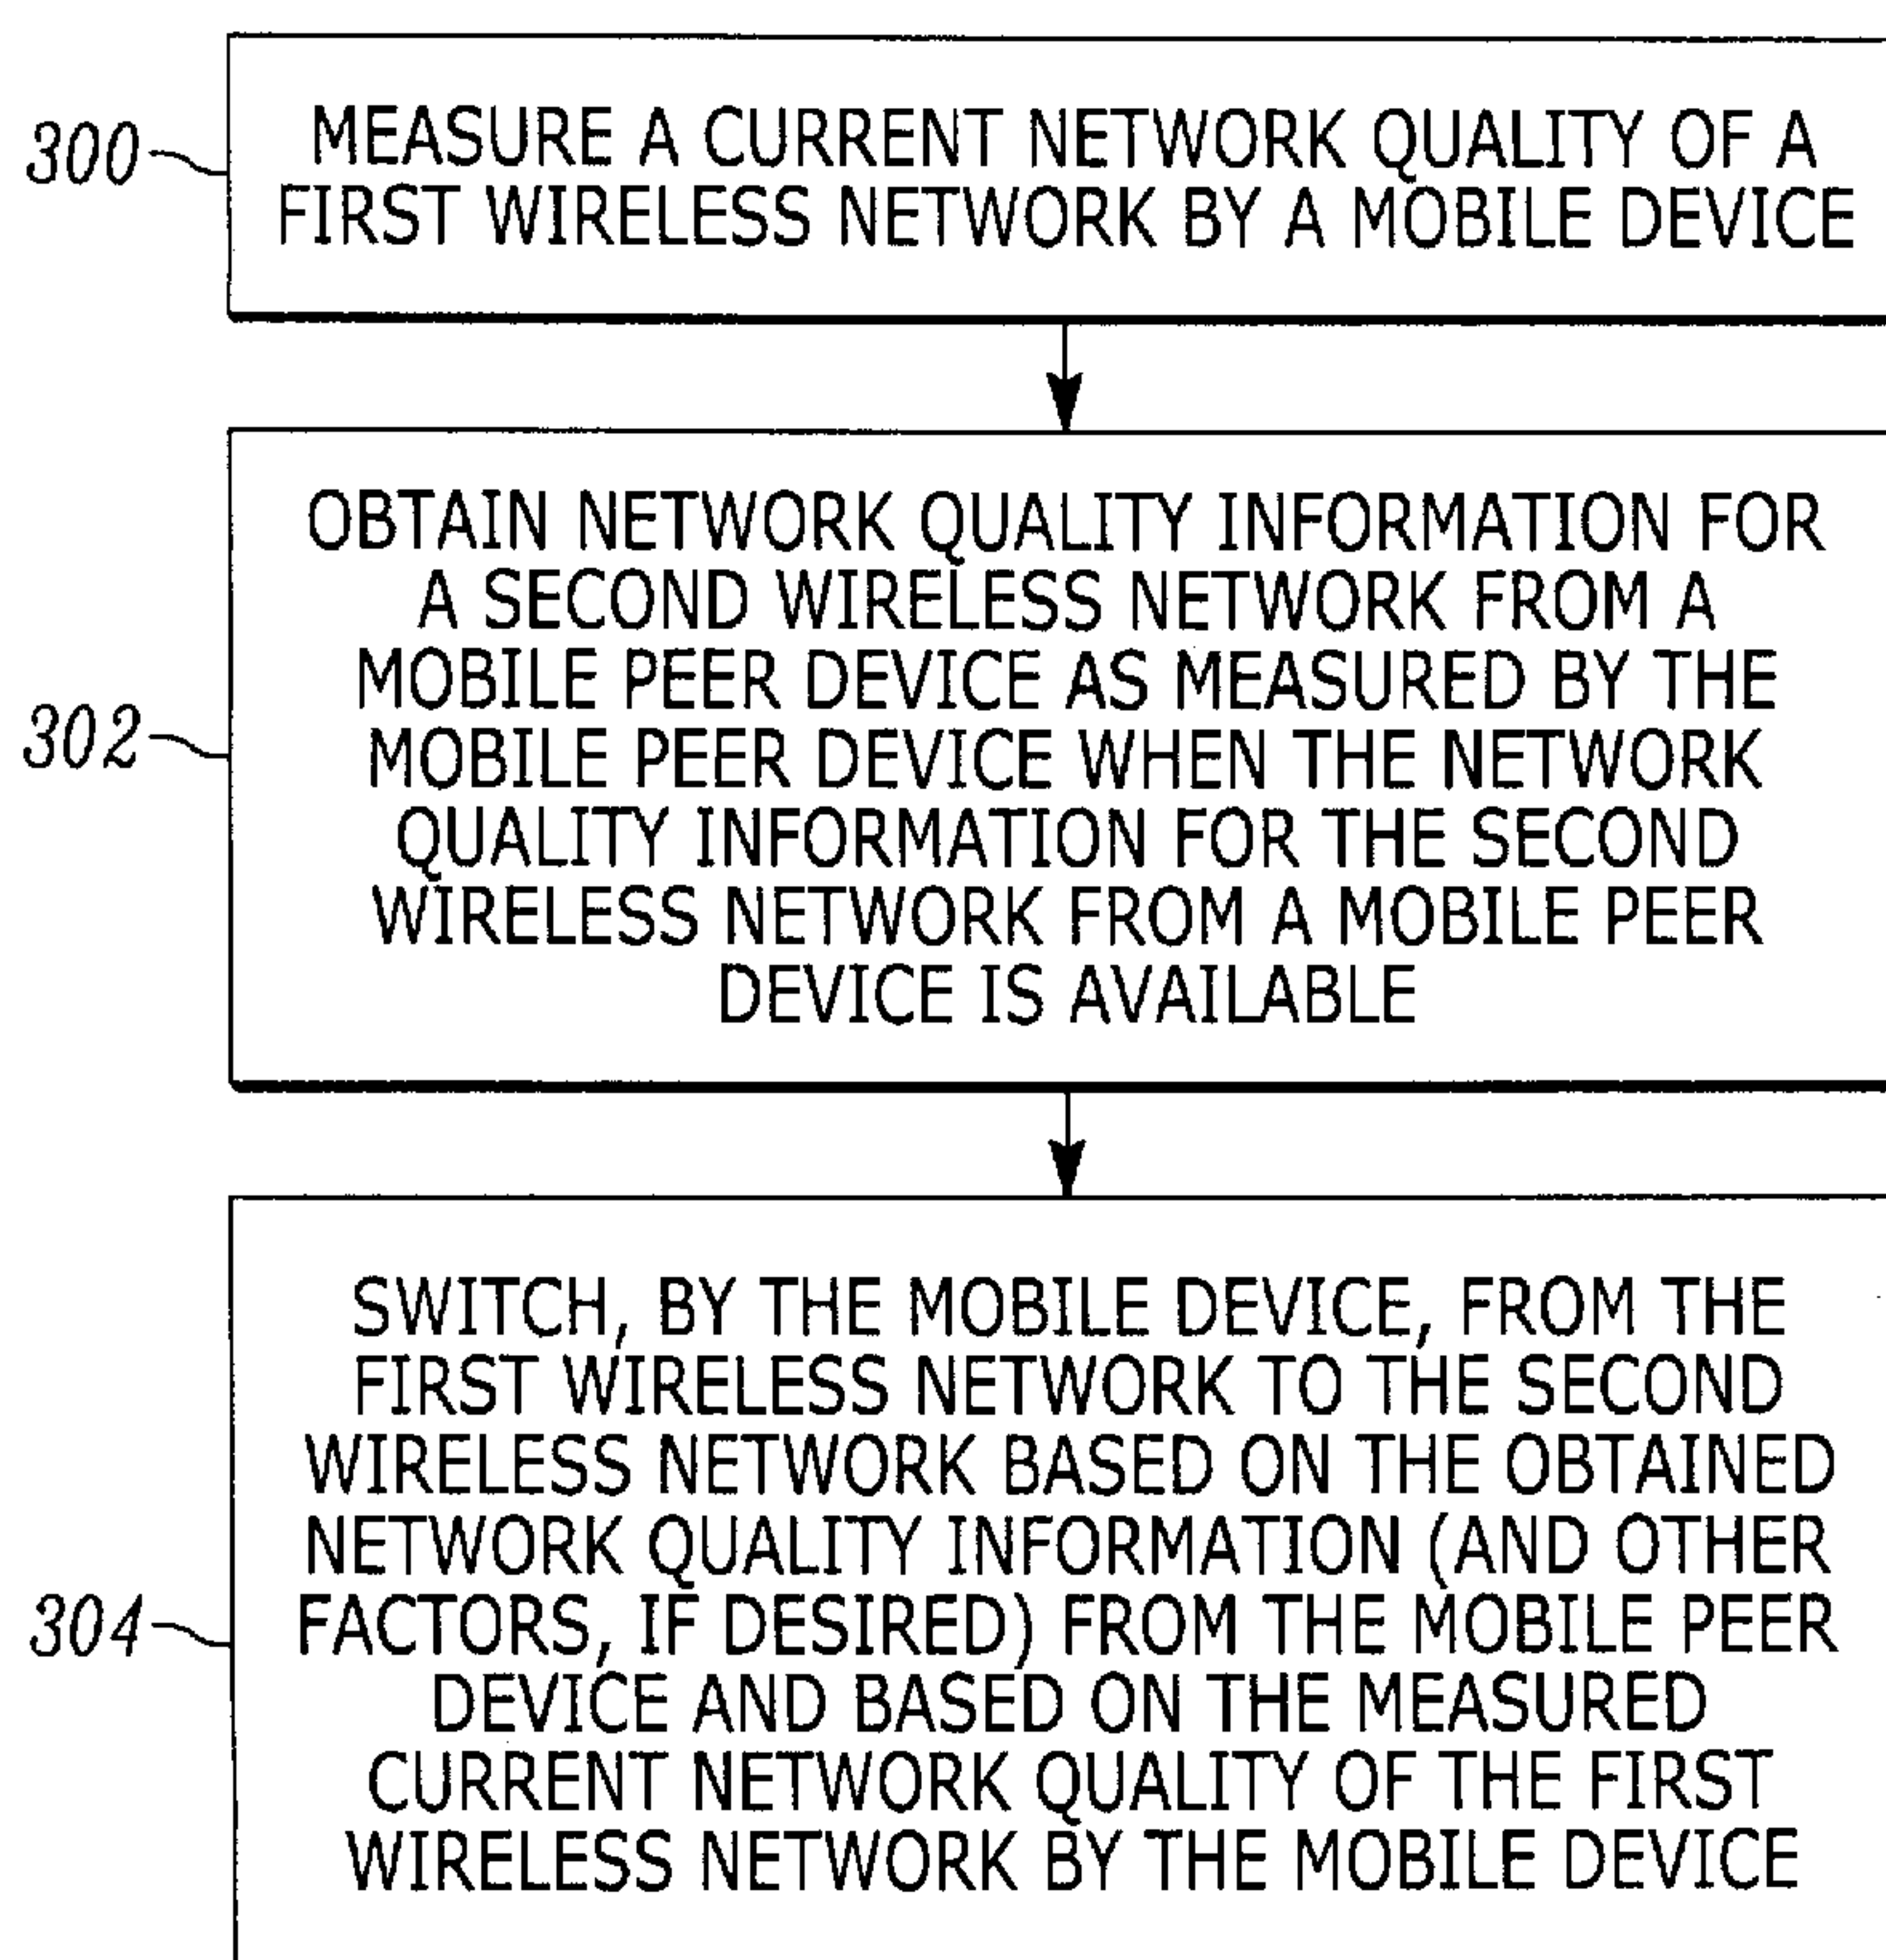 300
MEASURE A CURRENT NETWORK QUALITY OF A
FIRST WIRELESS NETWORK BY A MOBILE DEVICE
302
OBTAIN NETWORK QUALITY INFORMATION FOR
A SECOND WIRELESS NETWORK FROM A
MOBILE PEER DEVICE AS MEASURED BY THE
MOBILE PEER DEVICE WHEN THE NETWORK
QUALITY INFORMATION FOR THE SECOND
WIRELESS NETWORK FROM A MOBILE PEER
DEVICE IS AVAILABLE
304
SWITCH, BY THE MOBILE DEVICE, FROM THE
FIRST WIRELESS NETWORK TO THE SECOND
WIRELESS NETWORK BASED ON THE OBTAINED
NETWORK QUALITY INFORMATION (AND OTHER
FACTORS, IF DESIRED) FROM THE MOBILE PEER
DEVICE AND BASED ON THE MEASURED
CURRENT NETWORK QUALITY OF THE FIRST
WIRELESS NETWORK BY THE MOBILE DEVICE